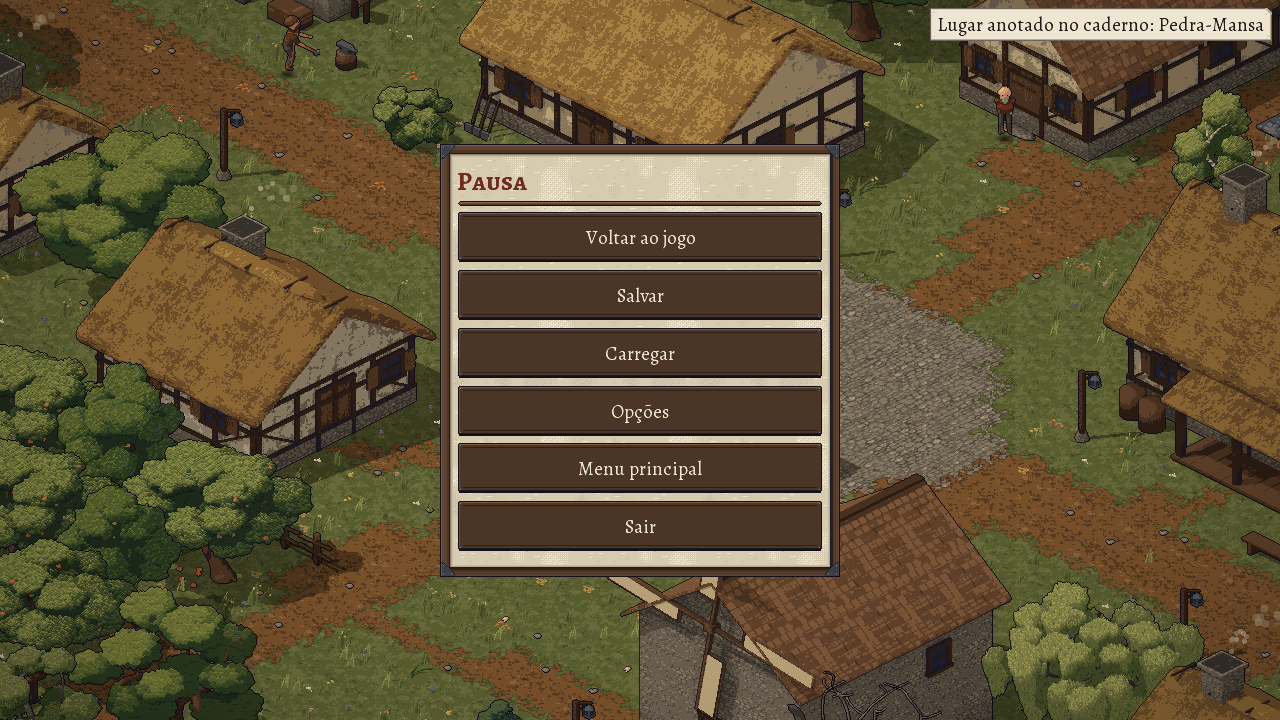 Lugar anotado no caderno: Pedra-Mansa
Pausa
Voltar ao jogo
Salvar
Carregar
Opções
Menu principal
Sair